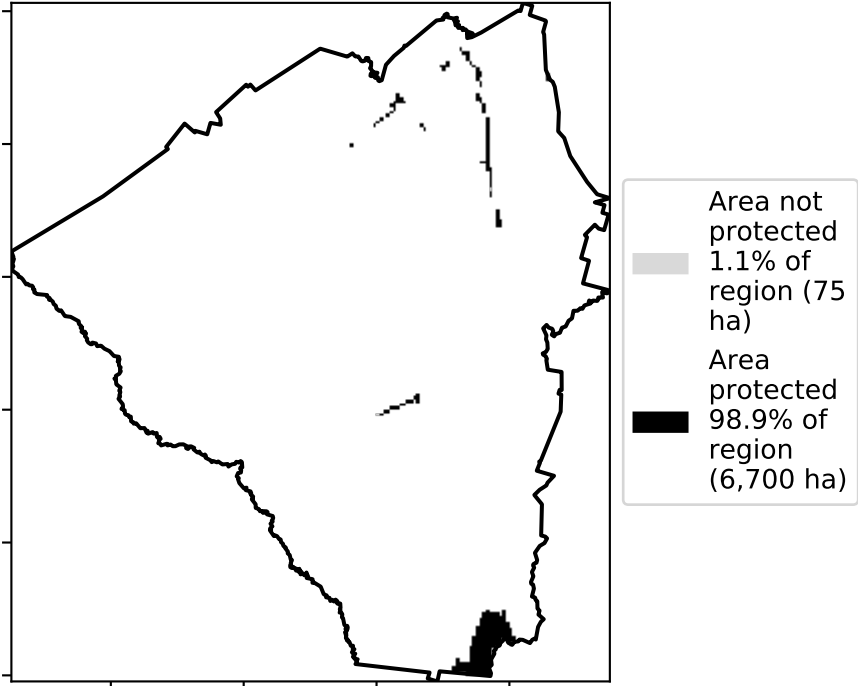 Area not
protected
1.1% of
region (75
ha)
Area
protected
98.9% of
region
(6,700 ha)